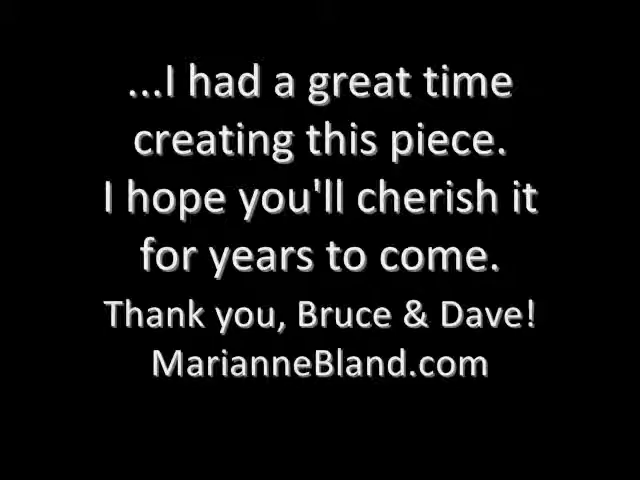 ...I had a great time
creating this piece.
I hope you'll cherish it
for years to come.
Thank you, Bruce & Dave!
MarianneBland.com